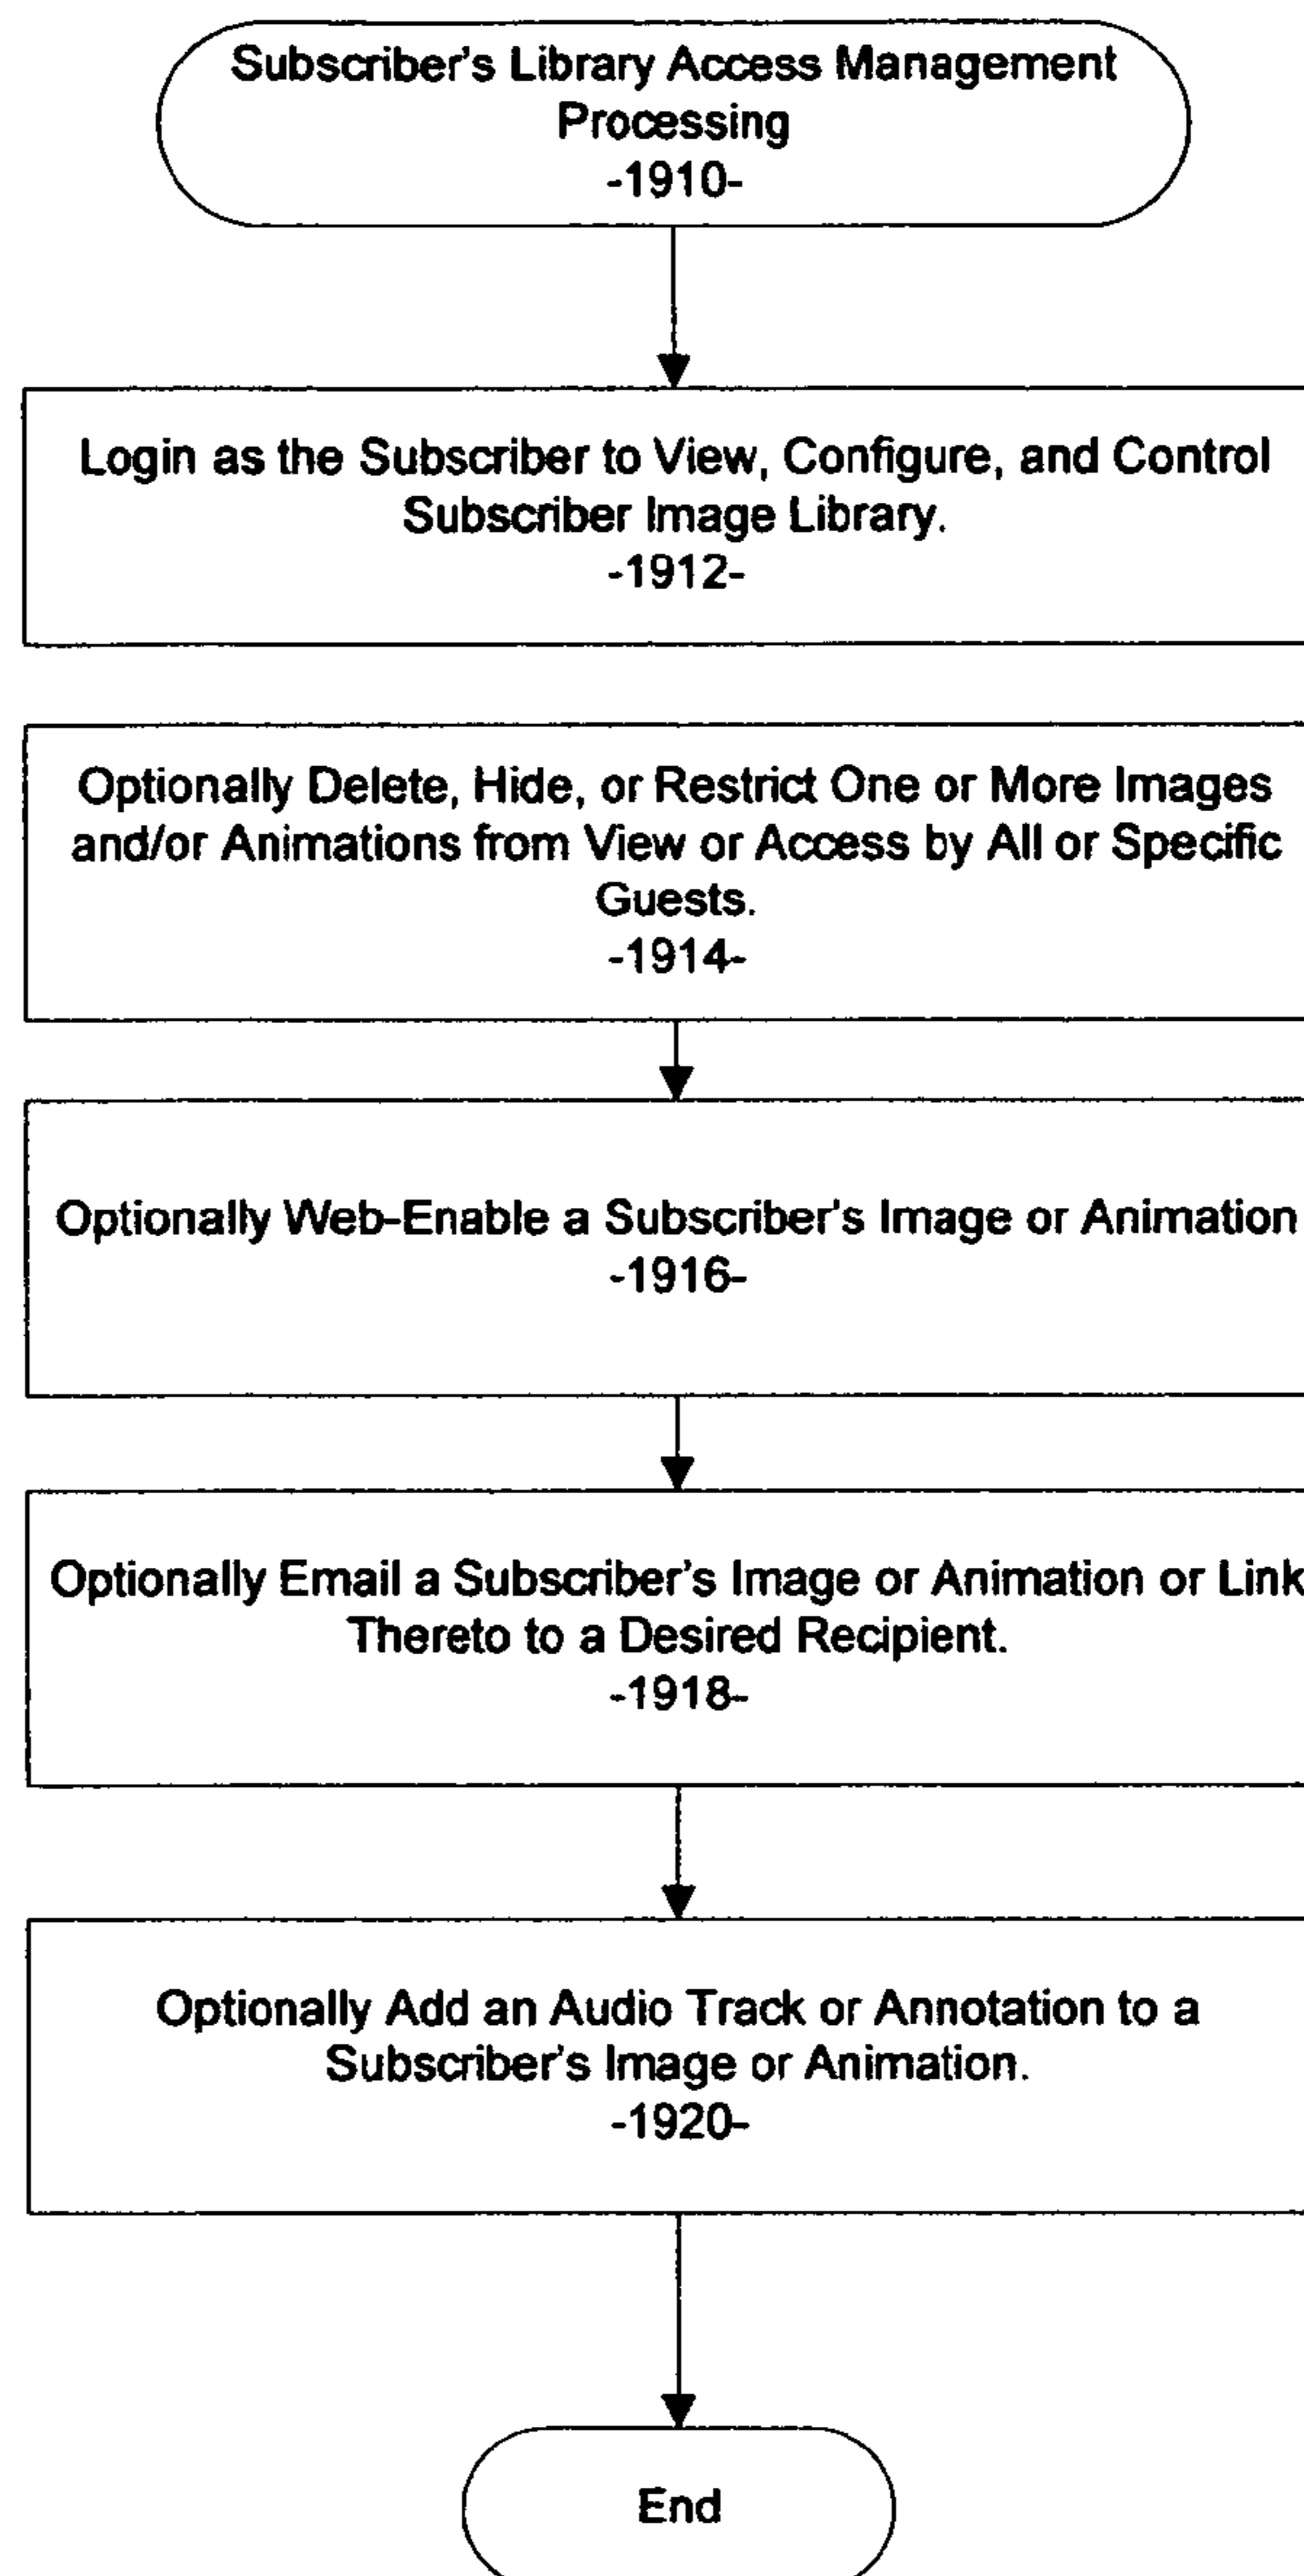 Subscriber's Library Access Management
Processing
-1910-
Login as the Subscriber to View, Configure, and Control
Subscriber Image Library.
-1912-
Optionally Delete, Hide, or Restrict One or More Images
and/or Animations from View or Access by All or Specific
Guests.
-1914-
Optionally Web-Enable a Subscriber's Image or Animation
-1916-
Optionally Email a Subscriber's Image or Animation or Link
Thereto to a Desired Recipient.
-1918-
Optionally Add an Audio Track or Annotation to a
Subscriber's Image or Animation.
-1920-
End